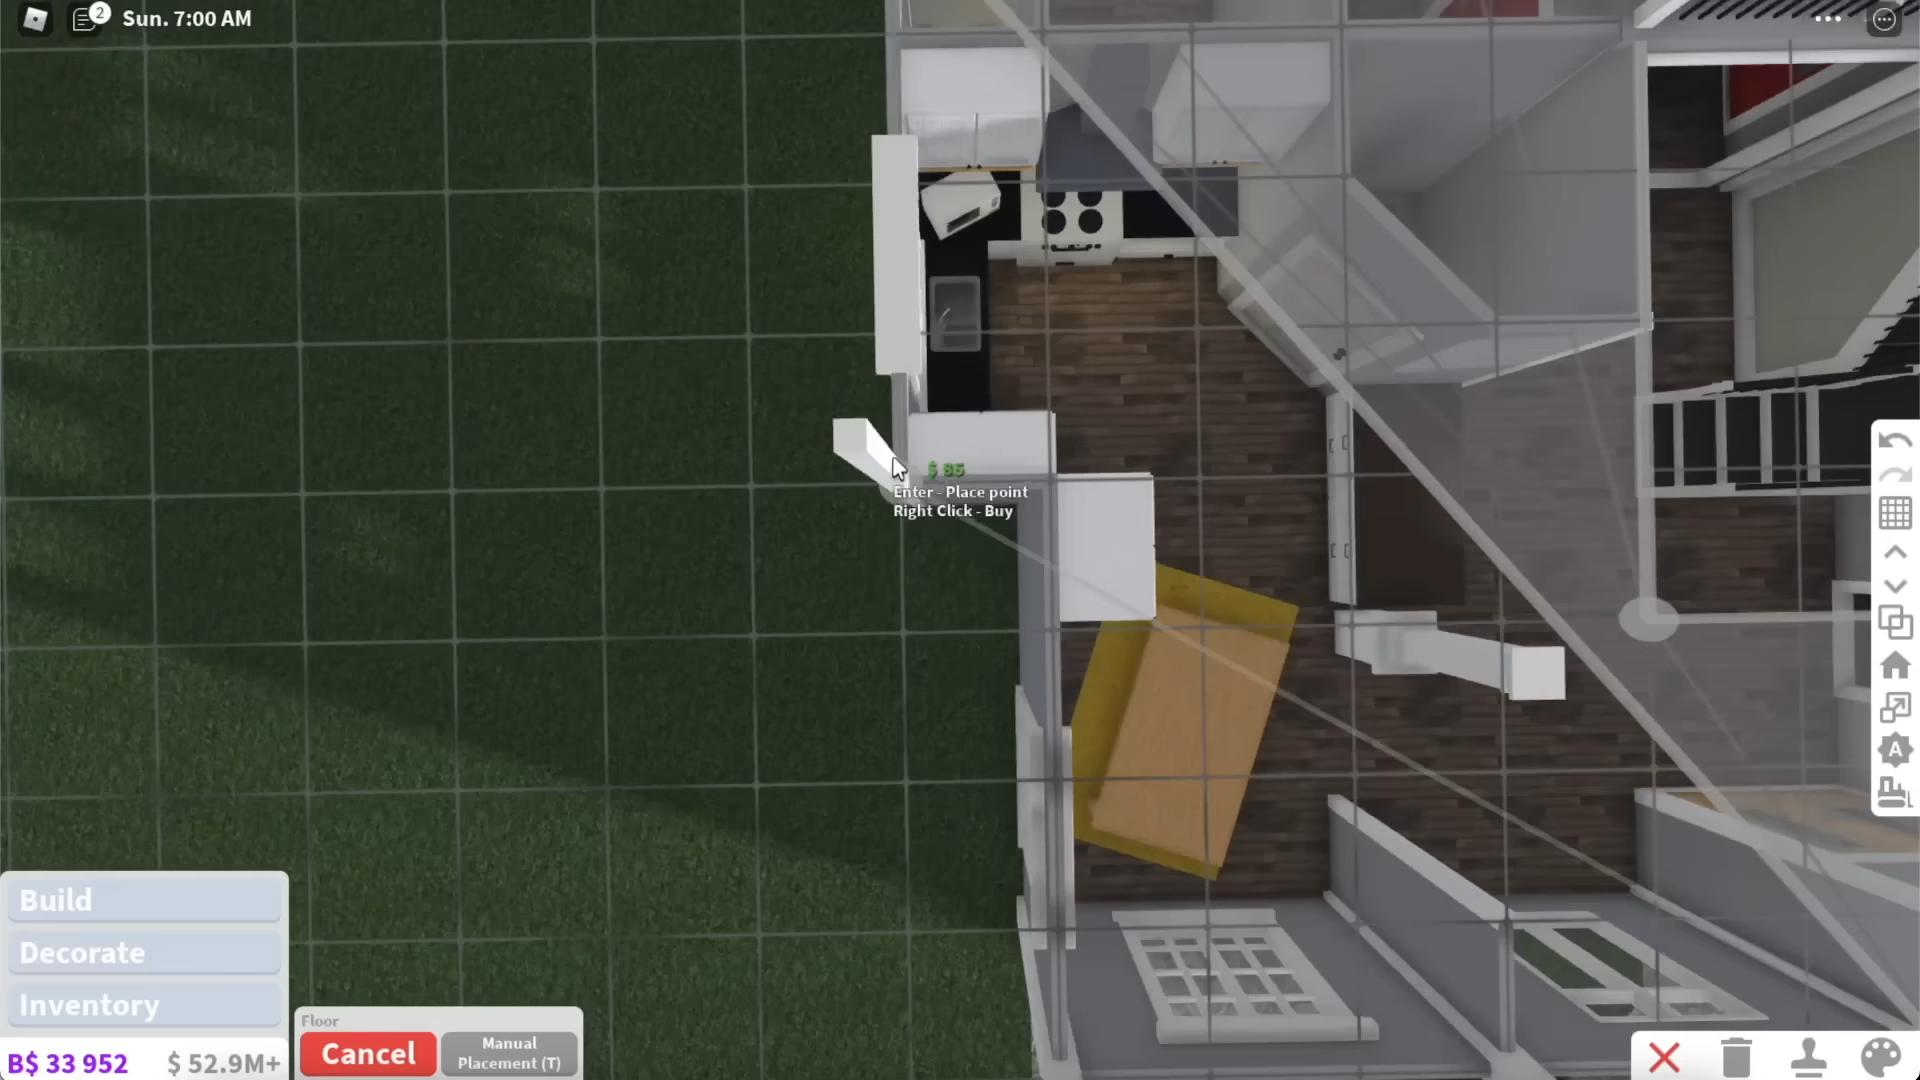 2
Sun. 7:00 AM
$ 85
Enter - Place point
Right Click - Buy
A
Build
Decorate
Inventory
Floor
Cancel
Manual
Placement (T)
B$ 33 952
$ 52.9M+